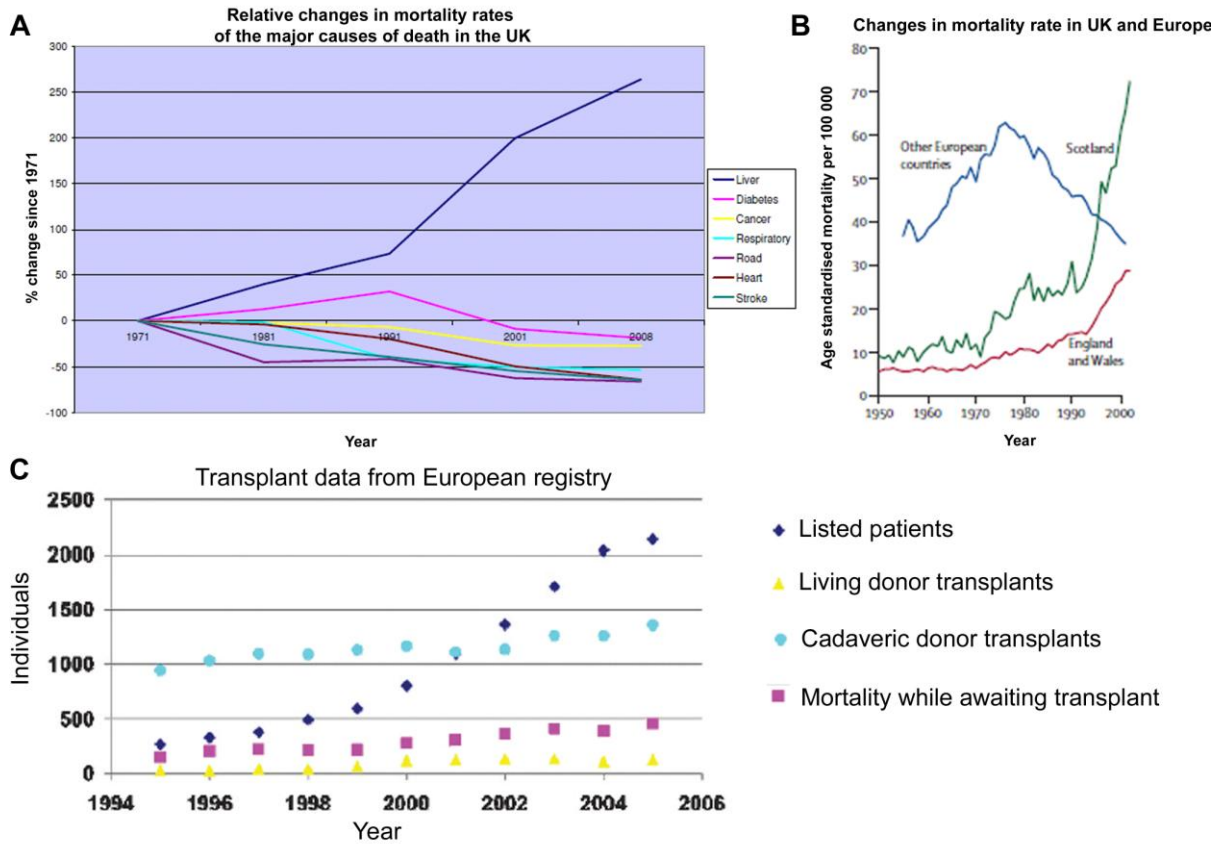 A
Relative changes in mortality rates
of the major causes of death in the UK
300
250
200
150
100
50
0
-50
-100
% change since 1971
1971
1981
1991
2001
2008
Year
Liver
Diabetes
Cancer
Respiratory
Road
Heart
Stroke
B
Changes in mortality rate in UK and Europe
80
70
60
50
40
30
20
10
0
Age standardised mortality per 100 000
Other European
countries
Scotland
England
and Wales
1950
1960
1970
1980
1990
2000
Year
C
Transplant data from European registry
2500
2000
1500
1000
500
0
Individuals
1994
1996
1998
2000
2002
2004
2006
Year
Listed patients
Living donor transplants
Cadaveric donor transplants
Mortality while awaiting transplant